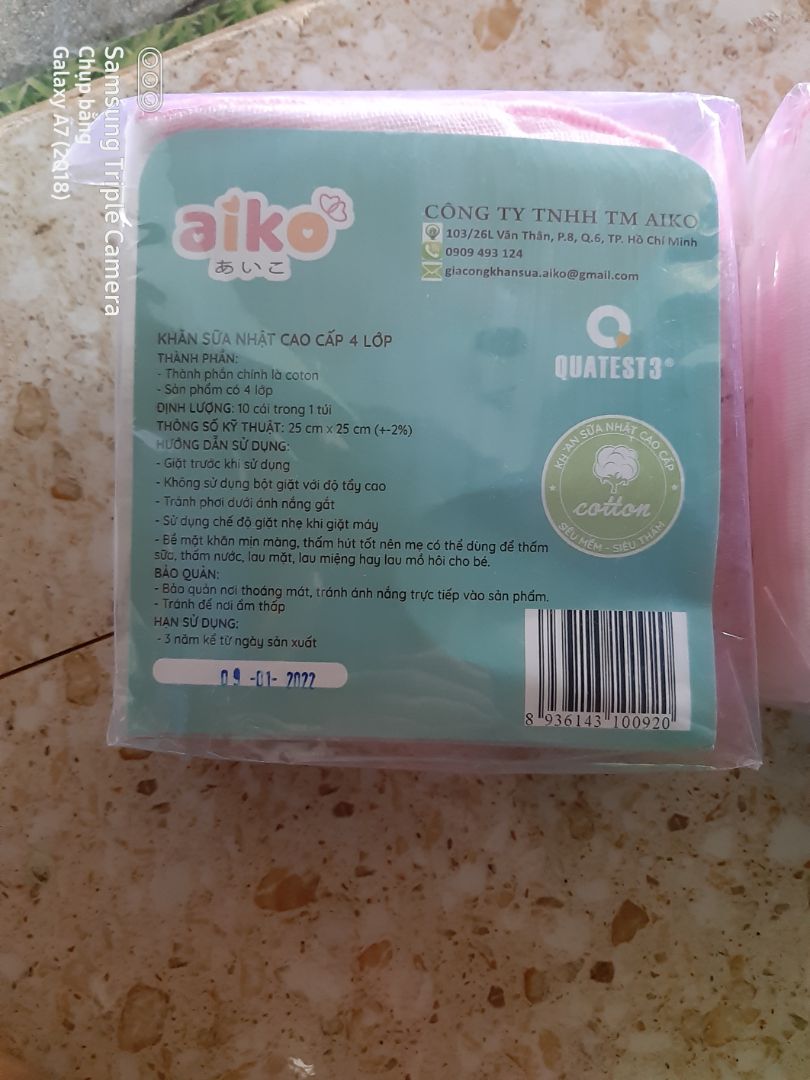 Samsung Triple Camera
Chụp bằng
Galaxy A7 (2018)
aiko
あいこ
CÔNG TY TNHH TM AIKO
103/26L Văn Thân, P.8, Q.6, TP. Hồ Chí Minh
0909 493 124
giacongkhansua.aiko@gmail.com
QUATEST3®
KHĂN SỮA NHẬT CAO CẤP 4 LỚP
THÀNH PHẦN:
- Thành phần chính là coton
- Sản phẩm có 4 lớp
ĐỊNH LƯỢNG: 10 cái trong 1 túi
THÔNG SỐ KỸ THUẬT: 25 cm x 25 cm (+-2%)
HƯỚNG DẪN SỬ DỤNG:
- Giặt trước khi sử dụng
- Không sử dụng bột giặt với độ tẩy cao
- Tránh phơi dưới ánh nắng gắt
- Sử dụng chế độ giặt nhẹ khi giặt máy
- Bề mặt khăn mịn màng, thấm hút tốt nên mẹ có thể dùng để thấm
sữa, thấm nước, lau mặt, lau miệng hay lau mồ hôi cho bé.
BẢO QUẢN:
- Bảo quản nơi thoáng mát, tránh ánh nắng trực tiếp vào sản phẩm.
- Tránh để nơi ẩm thấp
HẠN SỬ DỤNG:
- 3 năm kể từ ngày sản xuất
09 -01- 2022
KHĂN SỮA NHẬT CAO CẤP
cotton
SIÊU MỀM - SIÊU THẤM
8 936143 100920